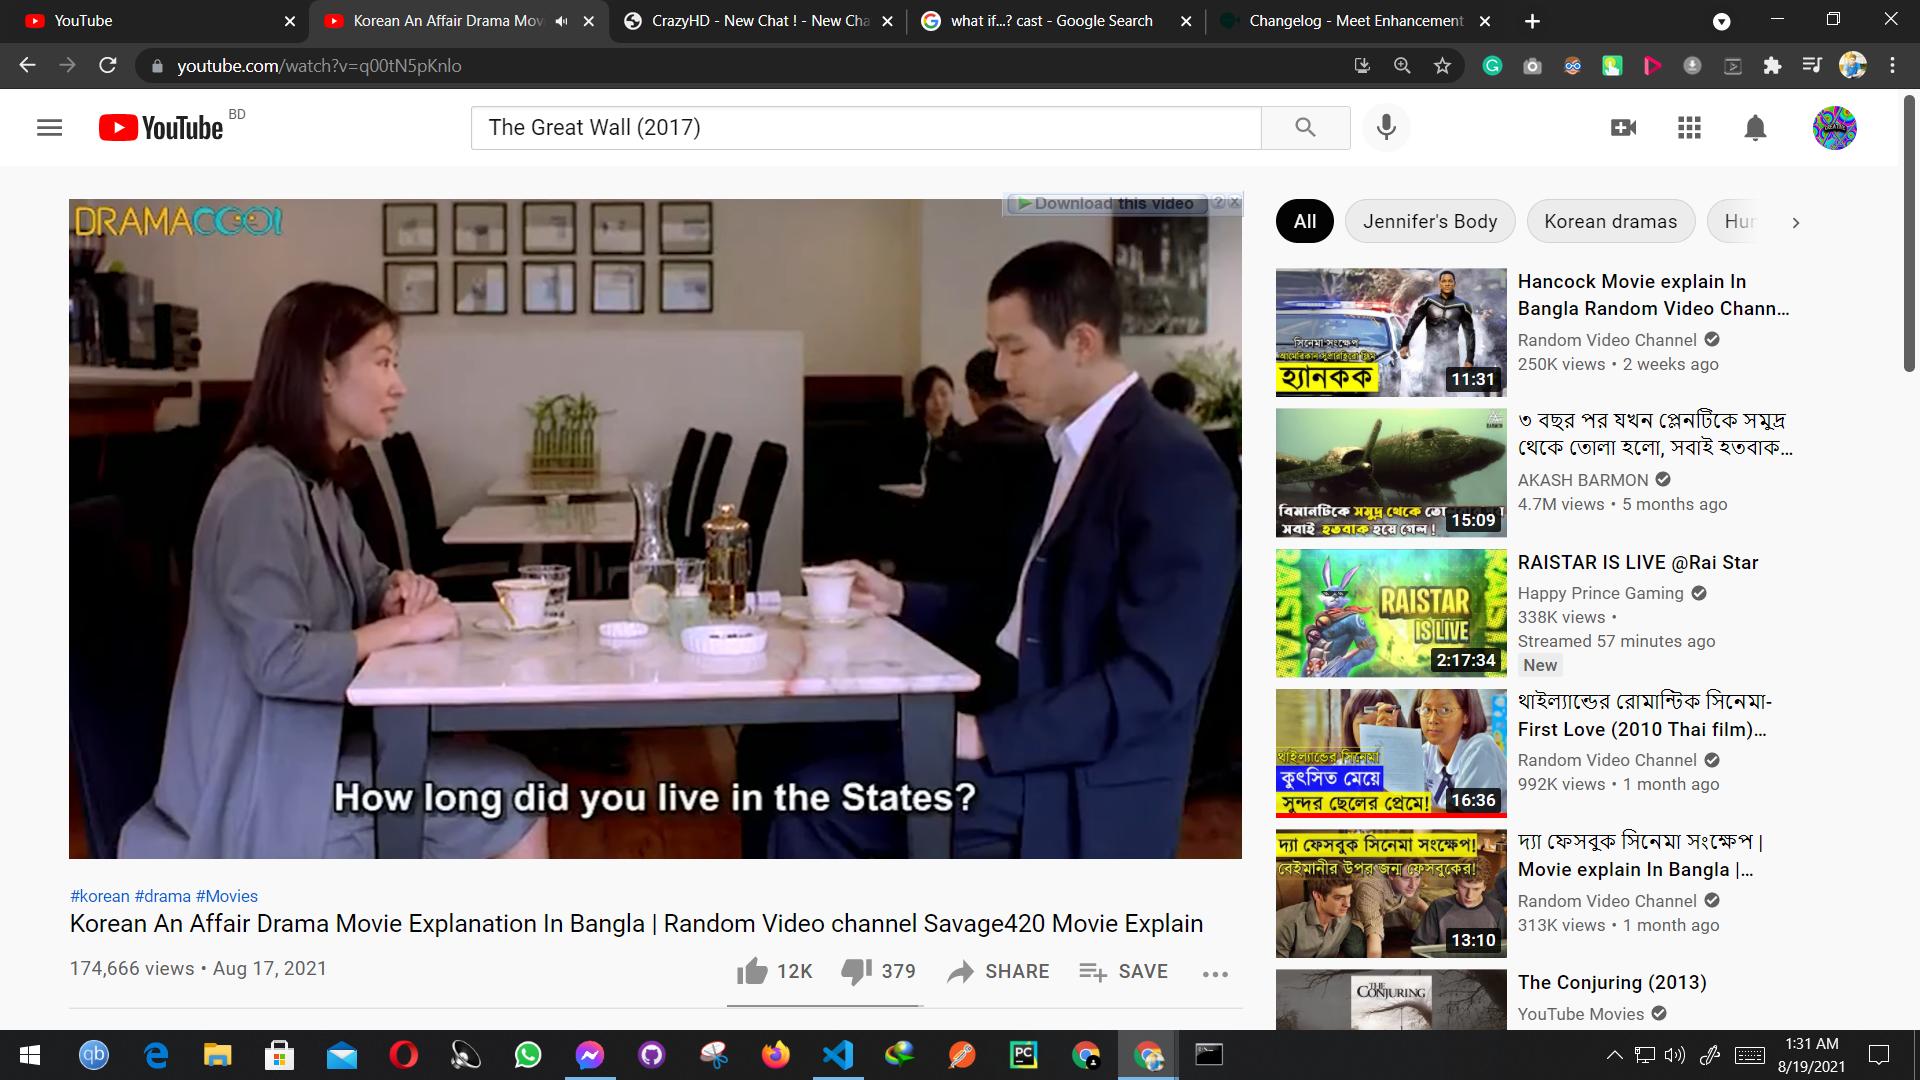 YouTube
Korean An Affair Drama Mov
CrazyHD - New Chat ! - New Cha
what if...? cast - Google Search
Changelog - Meet Enhancement
youtube.com/watch?v=q00tN5pKnlo
YouTube BD
The Great Wall (2017)
DRAMACOOL
Download this video
How long did you live in the States?
#korean #drama #Movies
Korean An Affair Drama Movie Explanation In Bangla | Random Video channel Savage420 Movie Explain
174,666 views • Aug 17, 2021
12K 379 SHARE SAVE
All Jennifer's Body Korean dramas Hur
সিনেমা সংক্ষেপ
হ্যানকক
11:31
Hancock Movie explain In
Bangla Random Video Chann...
Random Video Channel
250K views • 2 weeks ago
BARMON
বিমানটিকে সমুদ্র থেকে
সবাই হতবাক হয়ে গেল !
15:09
৩ বছর পর যখন প্লেনটিকে সমুদ্র
থেকে তোলা হলো, সবাই হতবাক...
AKASH BARMON
4.7M views • 5 months ago
RAISTAR
IS LIVE
2:17:34
RAISTAR IS LIVE @Rai Star
Happy Prince Gaming
338K views •
Streamed 57 minutes ago
New
থাইল্যান্ডের সিনেমা
কুৎসিত মেয়ে
সুন্দর ছেলের প্রেমে!
16:36
থাইল্যান্ডের রোমান্টিক সিনেমা-
First Love (2010 Thai film)...
Random Video Channel
992K views • 1 month ago
দ্যা ফেসবুক সিনেমা সংক্ষেপ!
বেইমানীর উপর জন্ম ফেসবুকের!
13:10
দ্যা ফেসবুক সিনেমা সংক্ষেপ |
Movie explain In Bangla |...
Random Video Channel
313K views • 1 month ago
THE
CONJURING
The Conjuring (2013)
YouTube Movies
qb
PC
1:31 AM
8/19/2021